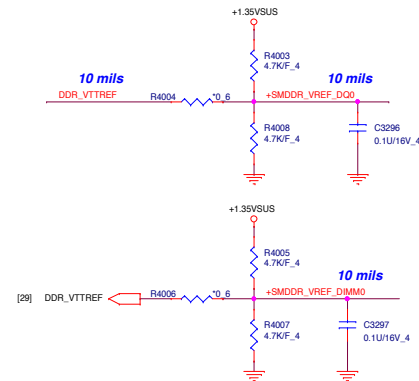 +1.35VSUS
R4003
4.7K/F_4
10 mils
10 mils
DDR_VTTREF
R4004
*0_6
+SMDDR_VREF_DQ0
R4008
4.7K/F_4
C3296
0.1U/16V_4
+1.35VSUS
R4005
4.7K/F_4
10 mils
[29] DDR_VTTREF
R4006
*0_6
+SMDDR_VREF_DIMM0
R4007
4.7K/F_4
C3297
0.1U/16V_4